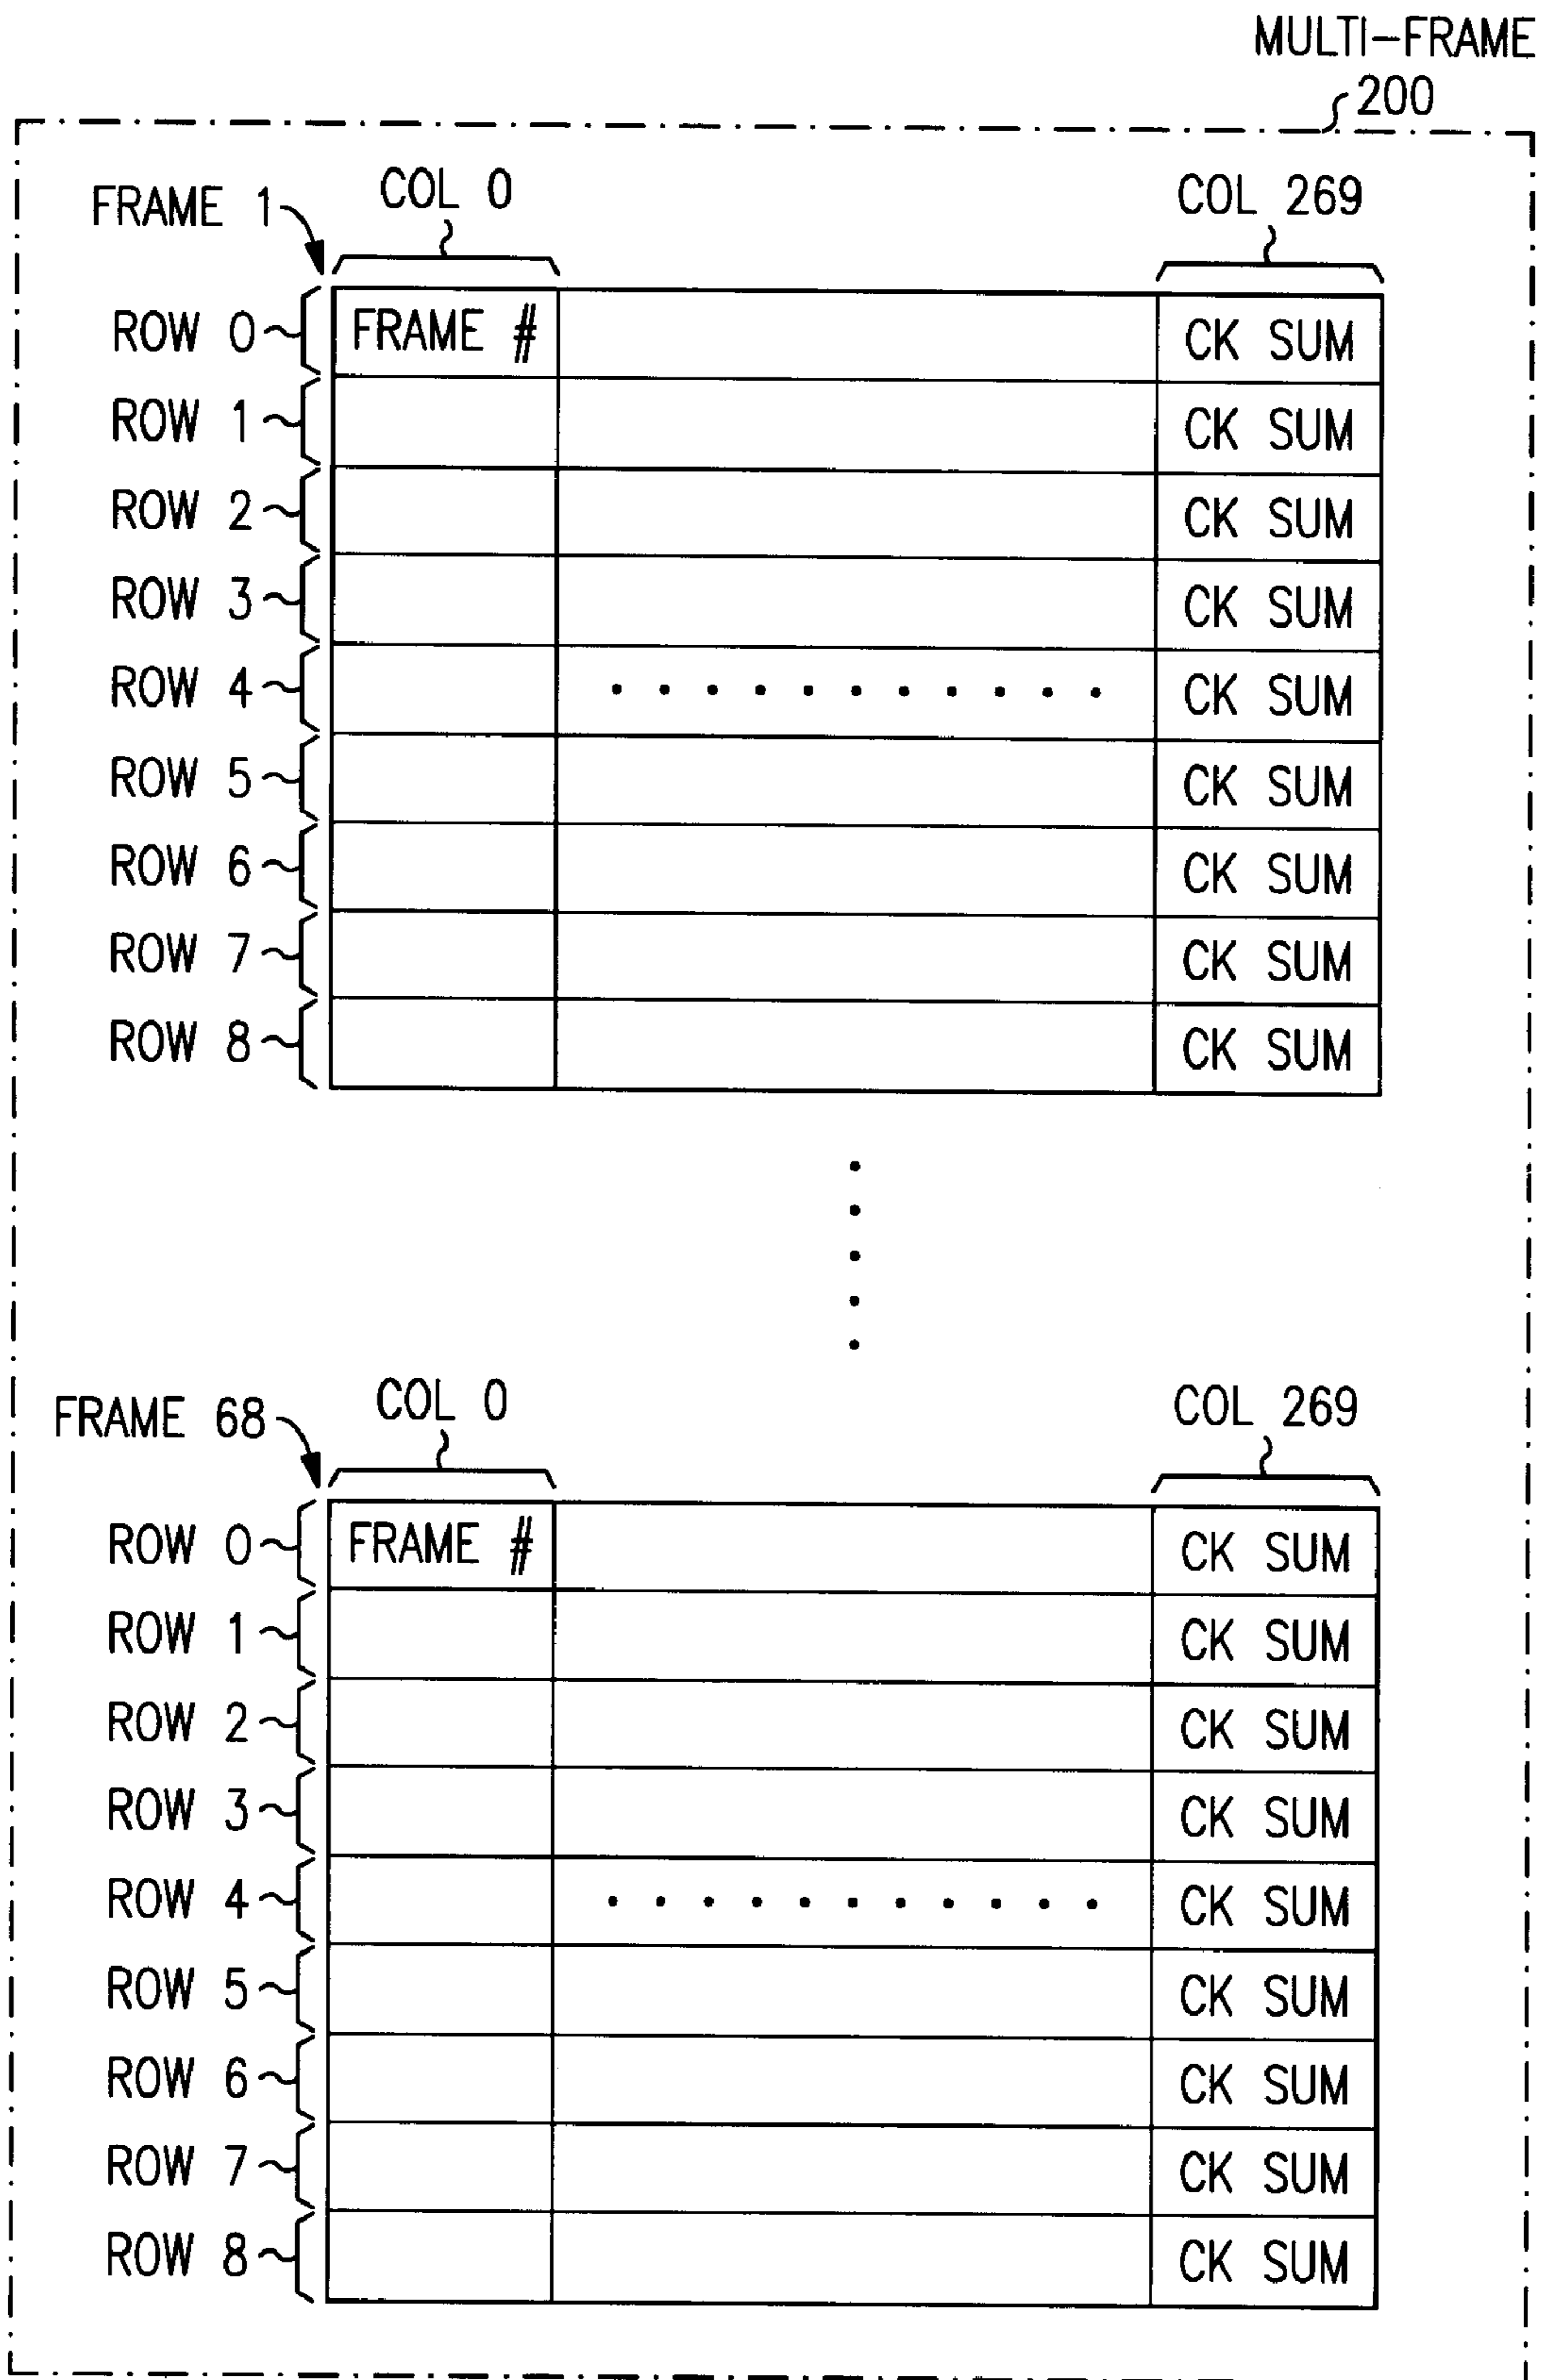 MULTI-FRAME
200
FRAME 1
COL 0
COL 269
ROW 0 FRAME # CK SUM
ROW 1 CK SUM
ROW 2 CK SUM
ROW 3 CK SUM
ROW 4 CK SUM
ROW 5 CK SUM
ROW 6 CK SUM
ROW 7 CK SUM
ROW 8 CK SUM
FRAME 68
COL 0
COL 269
ROW 0 FRAME # CK SUM
ROW 1 CK SUM
ROW 2 CK SUM
ROW 3 CK SUM
ROW 4 CK SUM
ROW 5 CK SUM
ROW 6 CK SUM
ROW 7 CK SUM
ROW 8 CK SUM